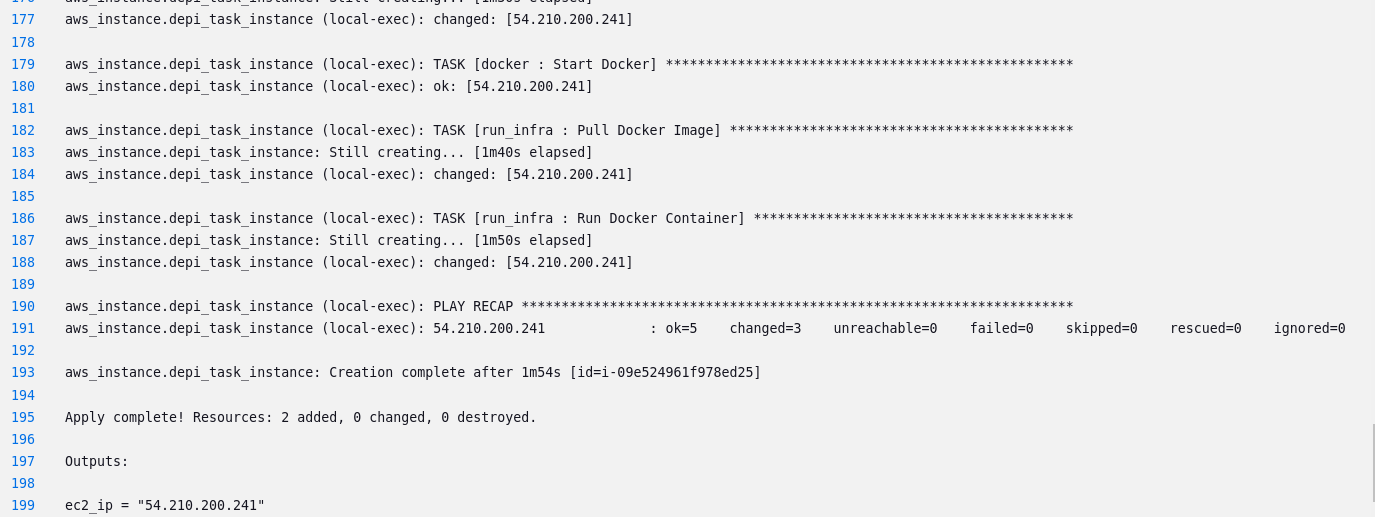 176 aws_instance.depi_task_instance: Still creating... [1m30s elapsed]
177 aws_instance.depi_task_instance (local-exec): changed: [54.210.200.241]
178
179 aws_instance.depi_task_instance (local-exec): TASK [docker : Start Docker] ***************************************************
180 aws_instance.depi_task_instance (local-exec): ok: [54.210.200.241]
181
182 aws_instance.depi_task_instance (local-exec): TASK [run_infra : Pull Docker Image] *******************************************
183 aws_instance.depi_task_instance: Still creating... [1m40s elapsed]
184 aws_instance.depi_task_instance (local-exec): changed: [54.210.200.241]
185
186 aws_instance.depi_task_instance (local-exec): TASK [run_infra : Run Docker Container] ****************************************
187 aws_instance.depi_task_instance: Still creating... [1m50s elapsed]
188 aws_instance.depi_task_instance (local-exec): changed: [54.210.200.241]
189
190 aws_instance.depi_task_instance (local-exec): PLAY RECAP *********************************************************************
191 aws_instance.depi_task_instance (local-exec): 54.210.200.241             : ok=5    changed=3    unreachable=0    failed=0    skipped=0    rescued=0    ignored=0
192
193 aws_instance.depi_task_instance: Creation complete after 1m54s [id=i-09e524961f978ed25]
194
195 Apply complete! Resources: 2 added, 0 changed, 0 destroyed.
196
197 Outputs:
198
199 ec2_ip = "54.210.200.241"